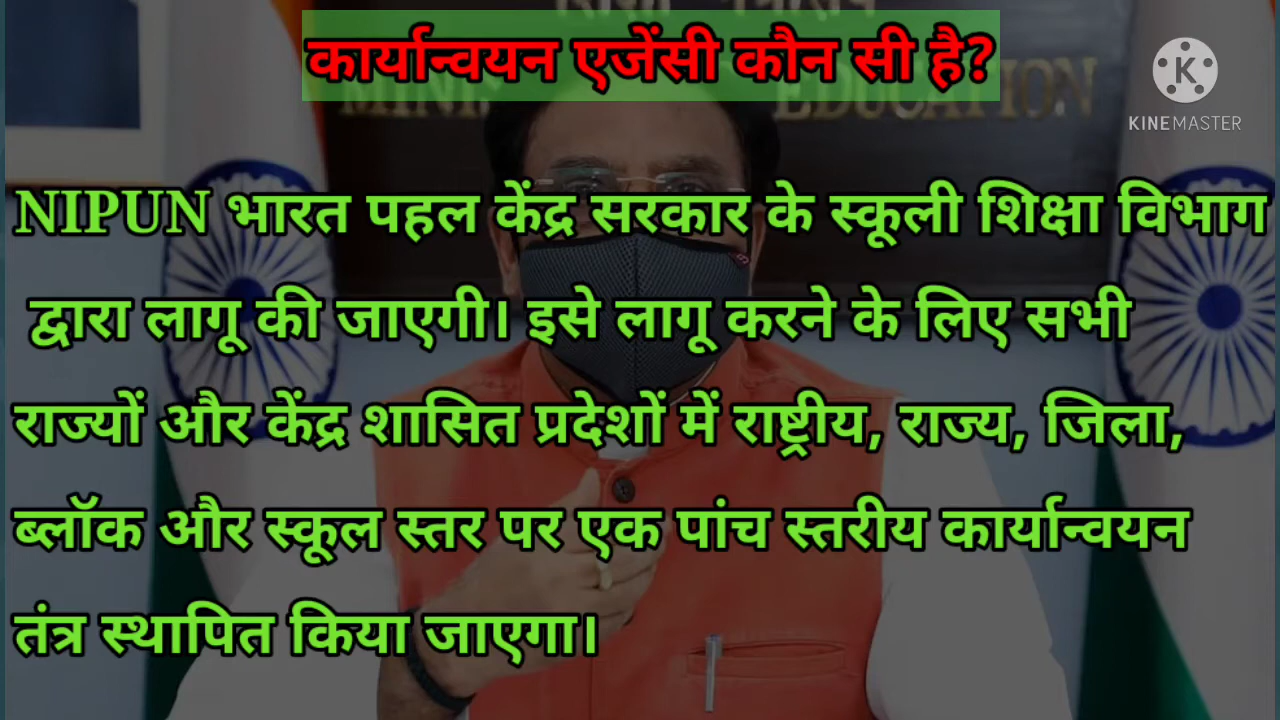 कार्यान्वयन एजेंसी कौन सी है?
KINEMASTER
NIPUN भारत पहल केंद्र सरकार के स्कूली शिक्षा विभाग
द्वारा लागू की जाएगी। इसे लागू करने के लिए सभी
राज्यों और केंद्र शासित प्रदेशों में राष्ट्रीय, राज्य, जिला,
ब्लॉक और स्कूल स्तर पर एक पांच स्तरीय कार्यान्वयन
तंत्र स्थापित किया जाएगा।